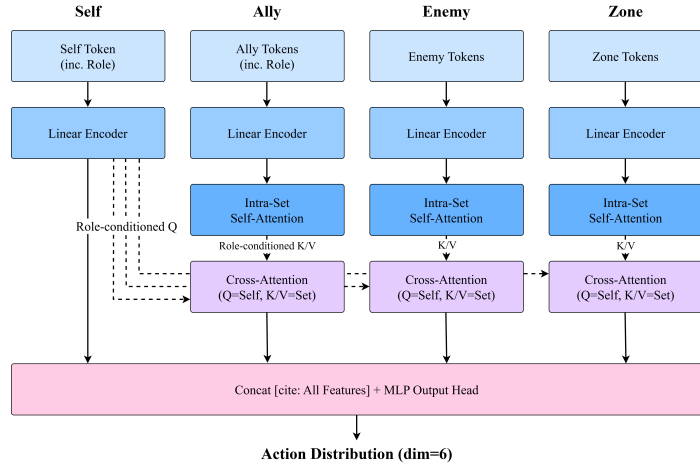 Self
Ally
Enemy
Zone
Self Token
(inc. Role)
Ally Tokens
(inc. Role)
Enemy Tokens
Zone Tokens
Linear Encoder
Linear Encoder
Linear Encoder
Linear Encoder
Intra-Set
Self-Attention
Intra-Set
Self-Attention
Intra-Set
Self-Attention
Role-conditioned Q
Role-conditioned K/V
K/V
K/V
Cross-Attention
(Q=Self, K/V=Set)
Cross-Attention
(Q=Self, K/V=Set)
Cross-Attention
(Q=Self, K/V=Set)
Concat [cite: All Features] + MLP Output Head
Action Distribution (dim=6)